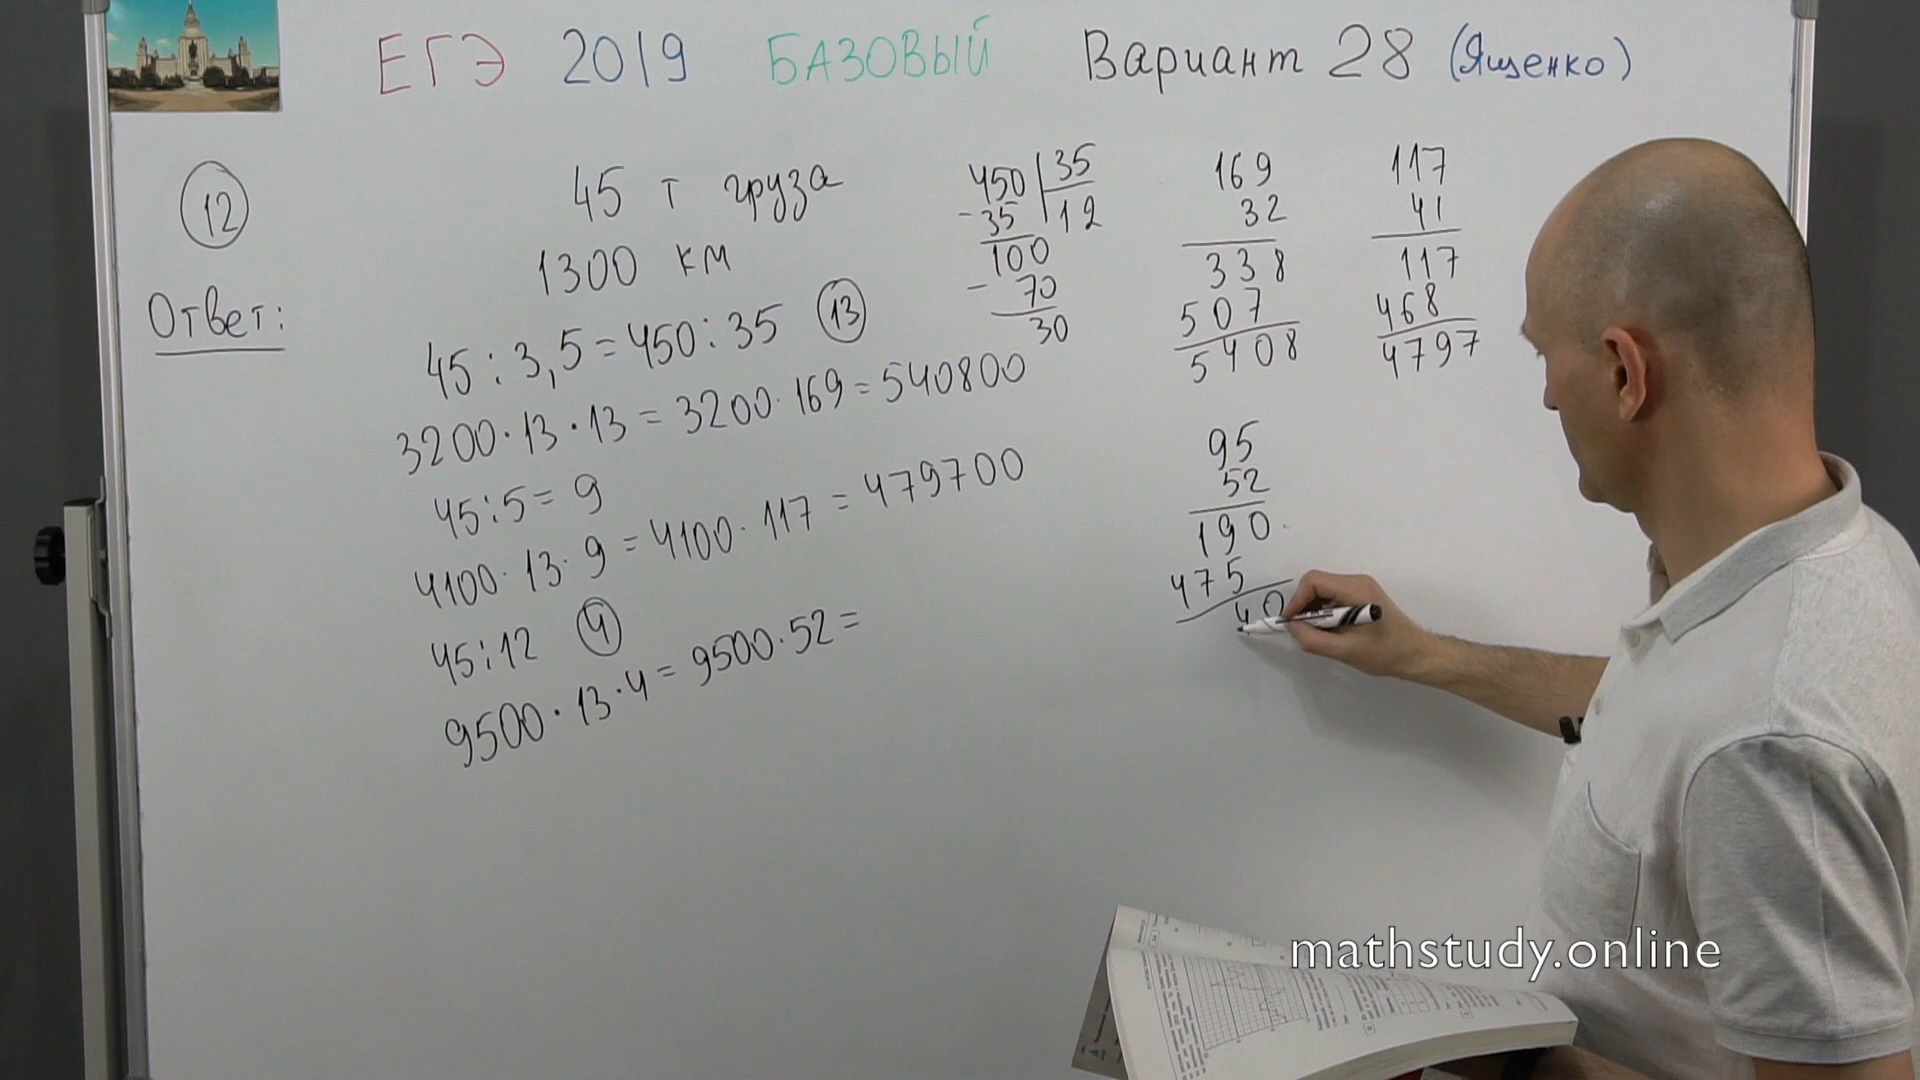 ЕГЭ 2019 БАЗОВЫЙ Вариант 28 (Ященко)
12
45 т груза
1300 км
Ответ:
45 : 3,5 = 450 : 35 13
3200 · 13 · 13 = 3200 · 169 = 540800
45 : 5 = 9
4100 · 13 · 9 = 4100 · 117 = 479700
45 : 12 4
9500 · 13 · 4 = 9500 · 52 =
450 | 35
- 35 | 12
100
- 70
30
169
32
338
507
5408
117
41
117
468
4797
95
52
190
475
40
mathstudy.online